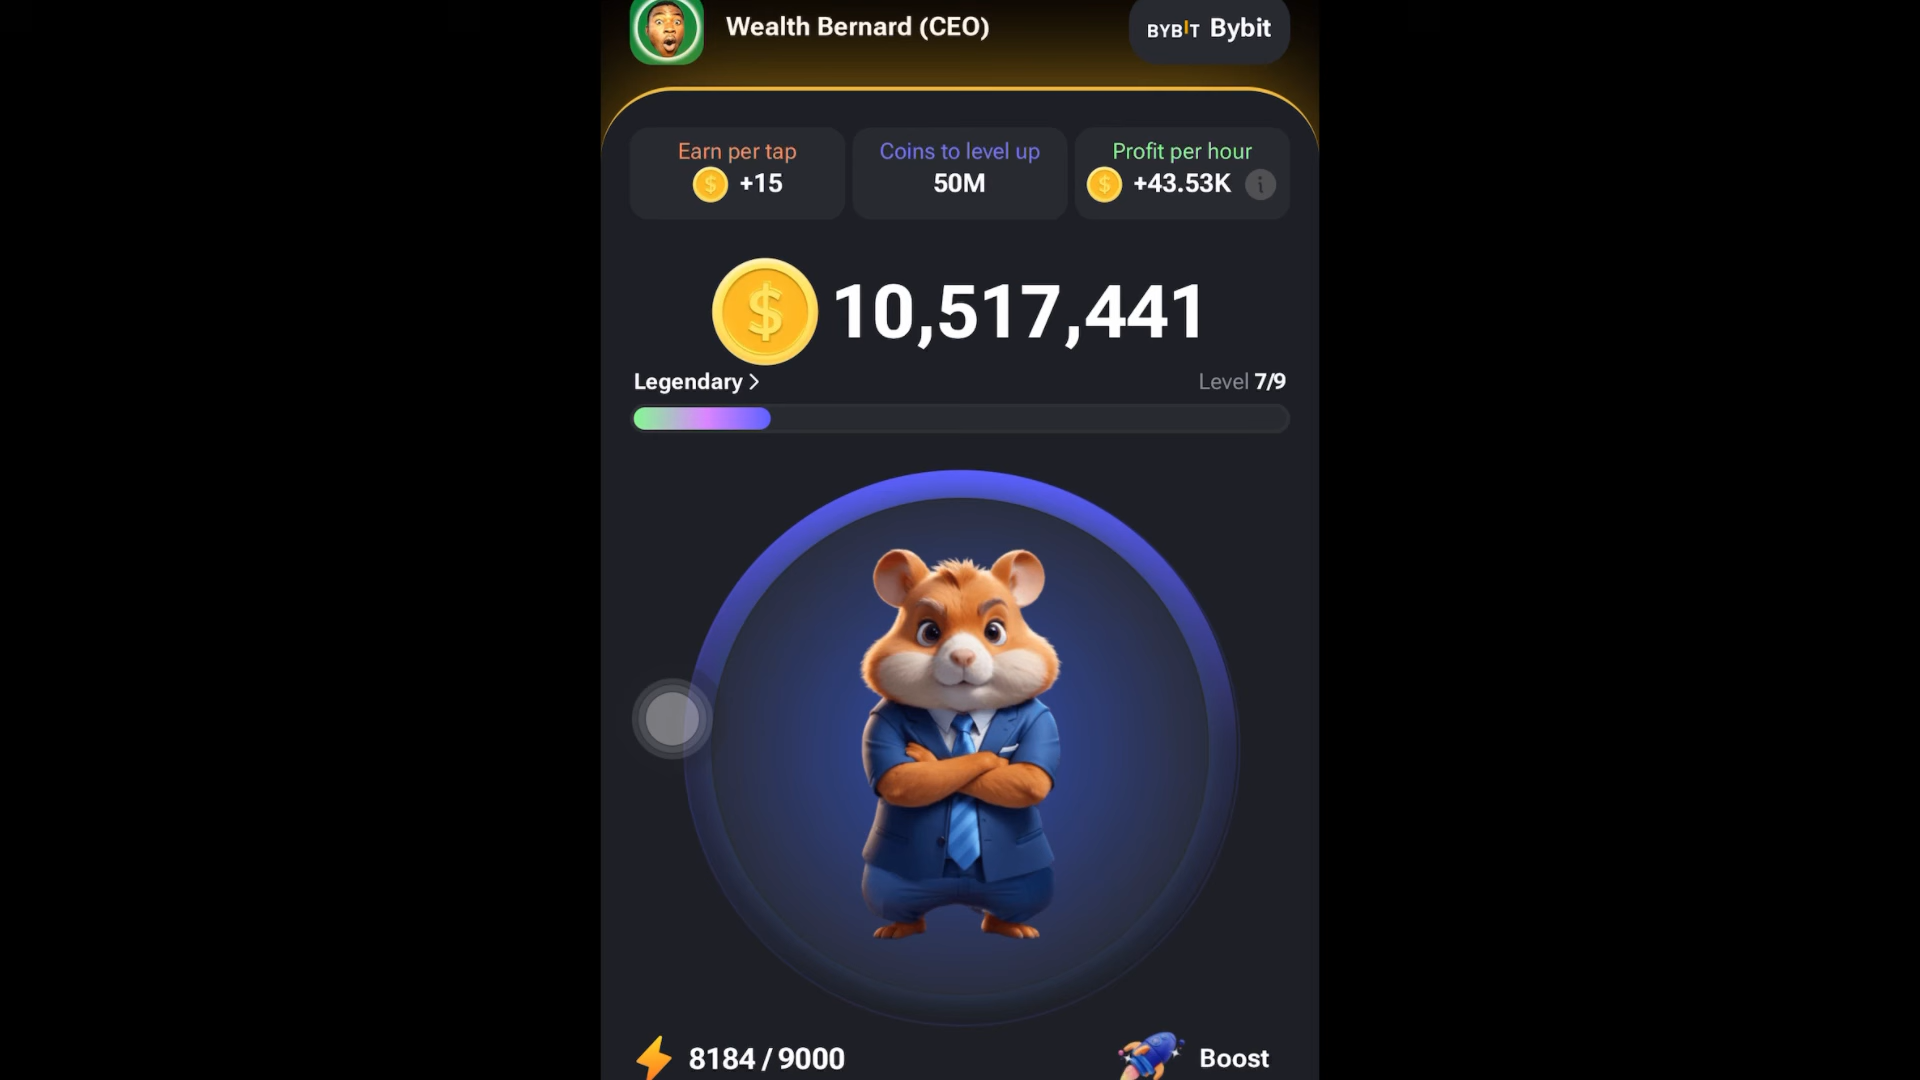 Wealth Bernard (CEO)
BYBIT Bybit
Earn per tap
+15
Coins to level up
50M
Profit per hour
+43.53K
10,517,441
Legendary >
Level 7/9
8184 / 9000
Boost